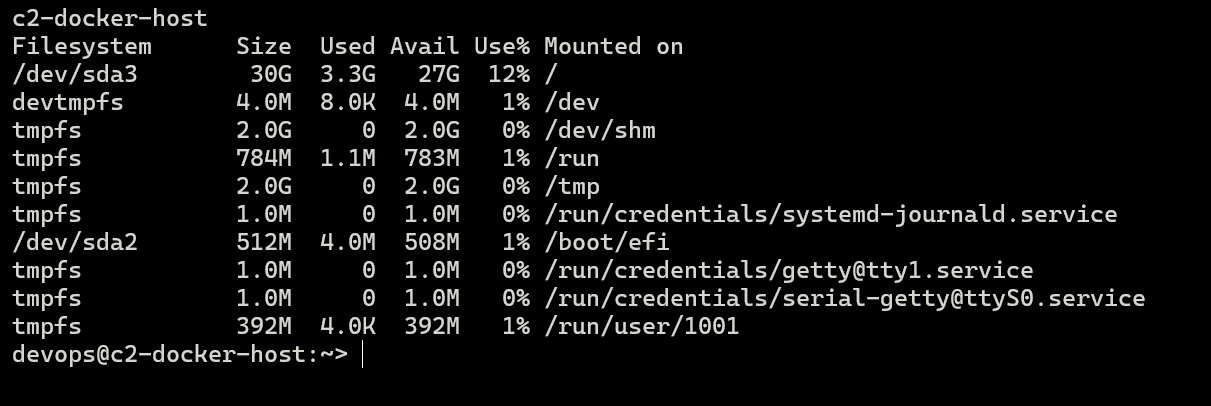 c2-docker-host
Filesystem      Size  Used Avail Use% Mounted on
/dev/sda3        30G  3.3G   27G  12% /
devtmpfs        4.0M  8.0K  4.0M   1% /dev
tmpfs           2.0G     0  2.0G   0% /dev/shm
tmpfs           784M  1.1M  783M   1% /run
tmpfs           2.0G     0  2.0G   0% /tmp
tmpfs           1.0M     0  1.0M   0% /run/credentials/systemd-journald.service
/dev/sda2       512M  4.0M  508M   1% /boot/efi
tmpfs           1.0M     0  1.0M   0% /run/credentials/getty@tty1.service
tmpfs           1.0M     0  1.0M   0% /run/credentials/serial-getty@ttyS0.service
tmpfs           392M  4.0K  392M   1% /run/user/1001
devops@c2-docker-host:~>